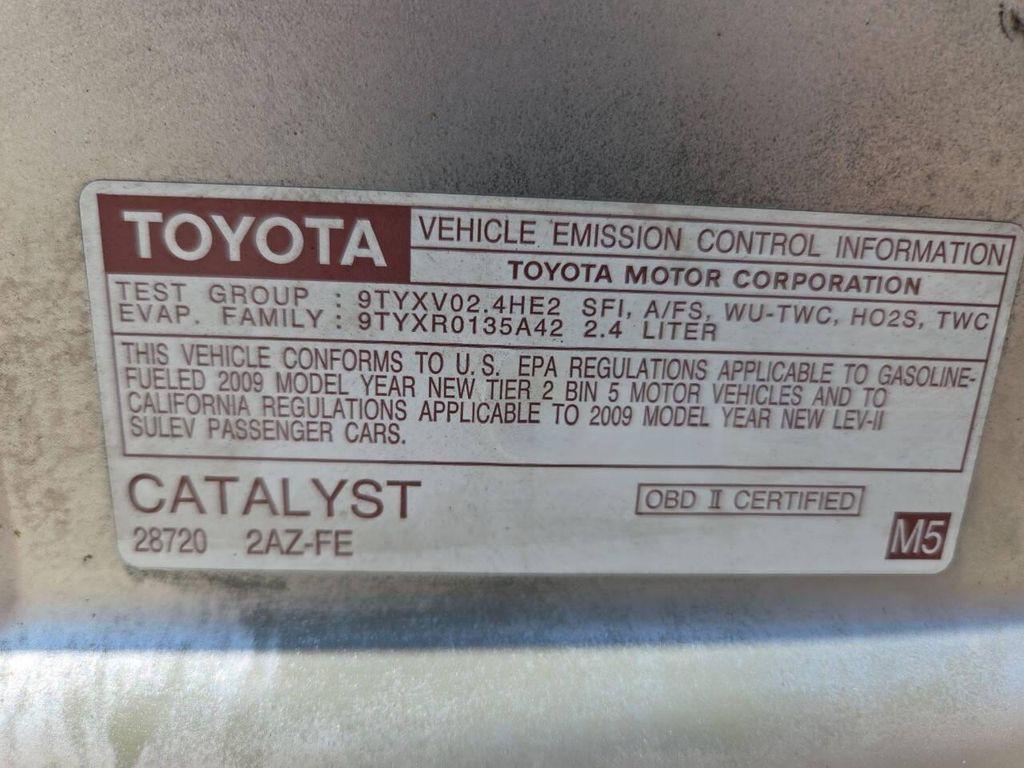 TOYOTA VEHICLE EMISSION CONTROL INFORMATION
TOYOTA MOTOR CORPORATION
TEST GROUP : 9TYXV02.4HE2 SFI, A/FS, WU-TWC, HO2S, TWC
EVAP. FAMILY : 9TYXR0135A42 2.4 LITER
THIS VEHICLE CONFORMS TO U.S. EPA REGULATIONS APPLICABLE TO GASOLINE-
FUELED 2009 MODEL YEAR NEW TIER 2 BIN 5 MOTOR VEHICLES AND TO
CALIFORNIA REGULATIONS APPLICABLE TO 2009 MODEL YEAR NEW LEV-II
SULEV PASSENGER CARS.
CATALYST
OBD II CERTIFIED
28720 2AZ-FE
M5